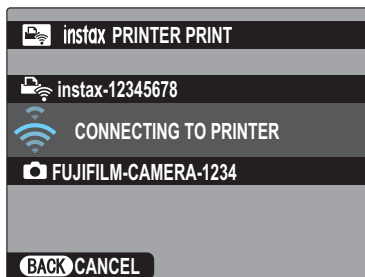 instax PRINTER PRINT
instax-12345678
CONNECTING TO PRINTER
FUJIFILM-CAMERA-1234
BACK CANCEL